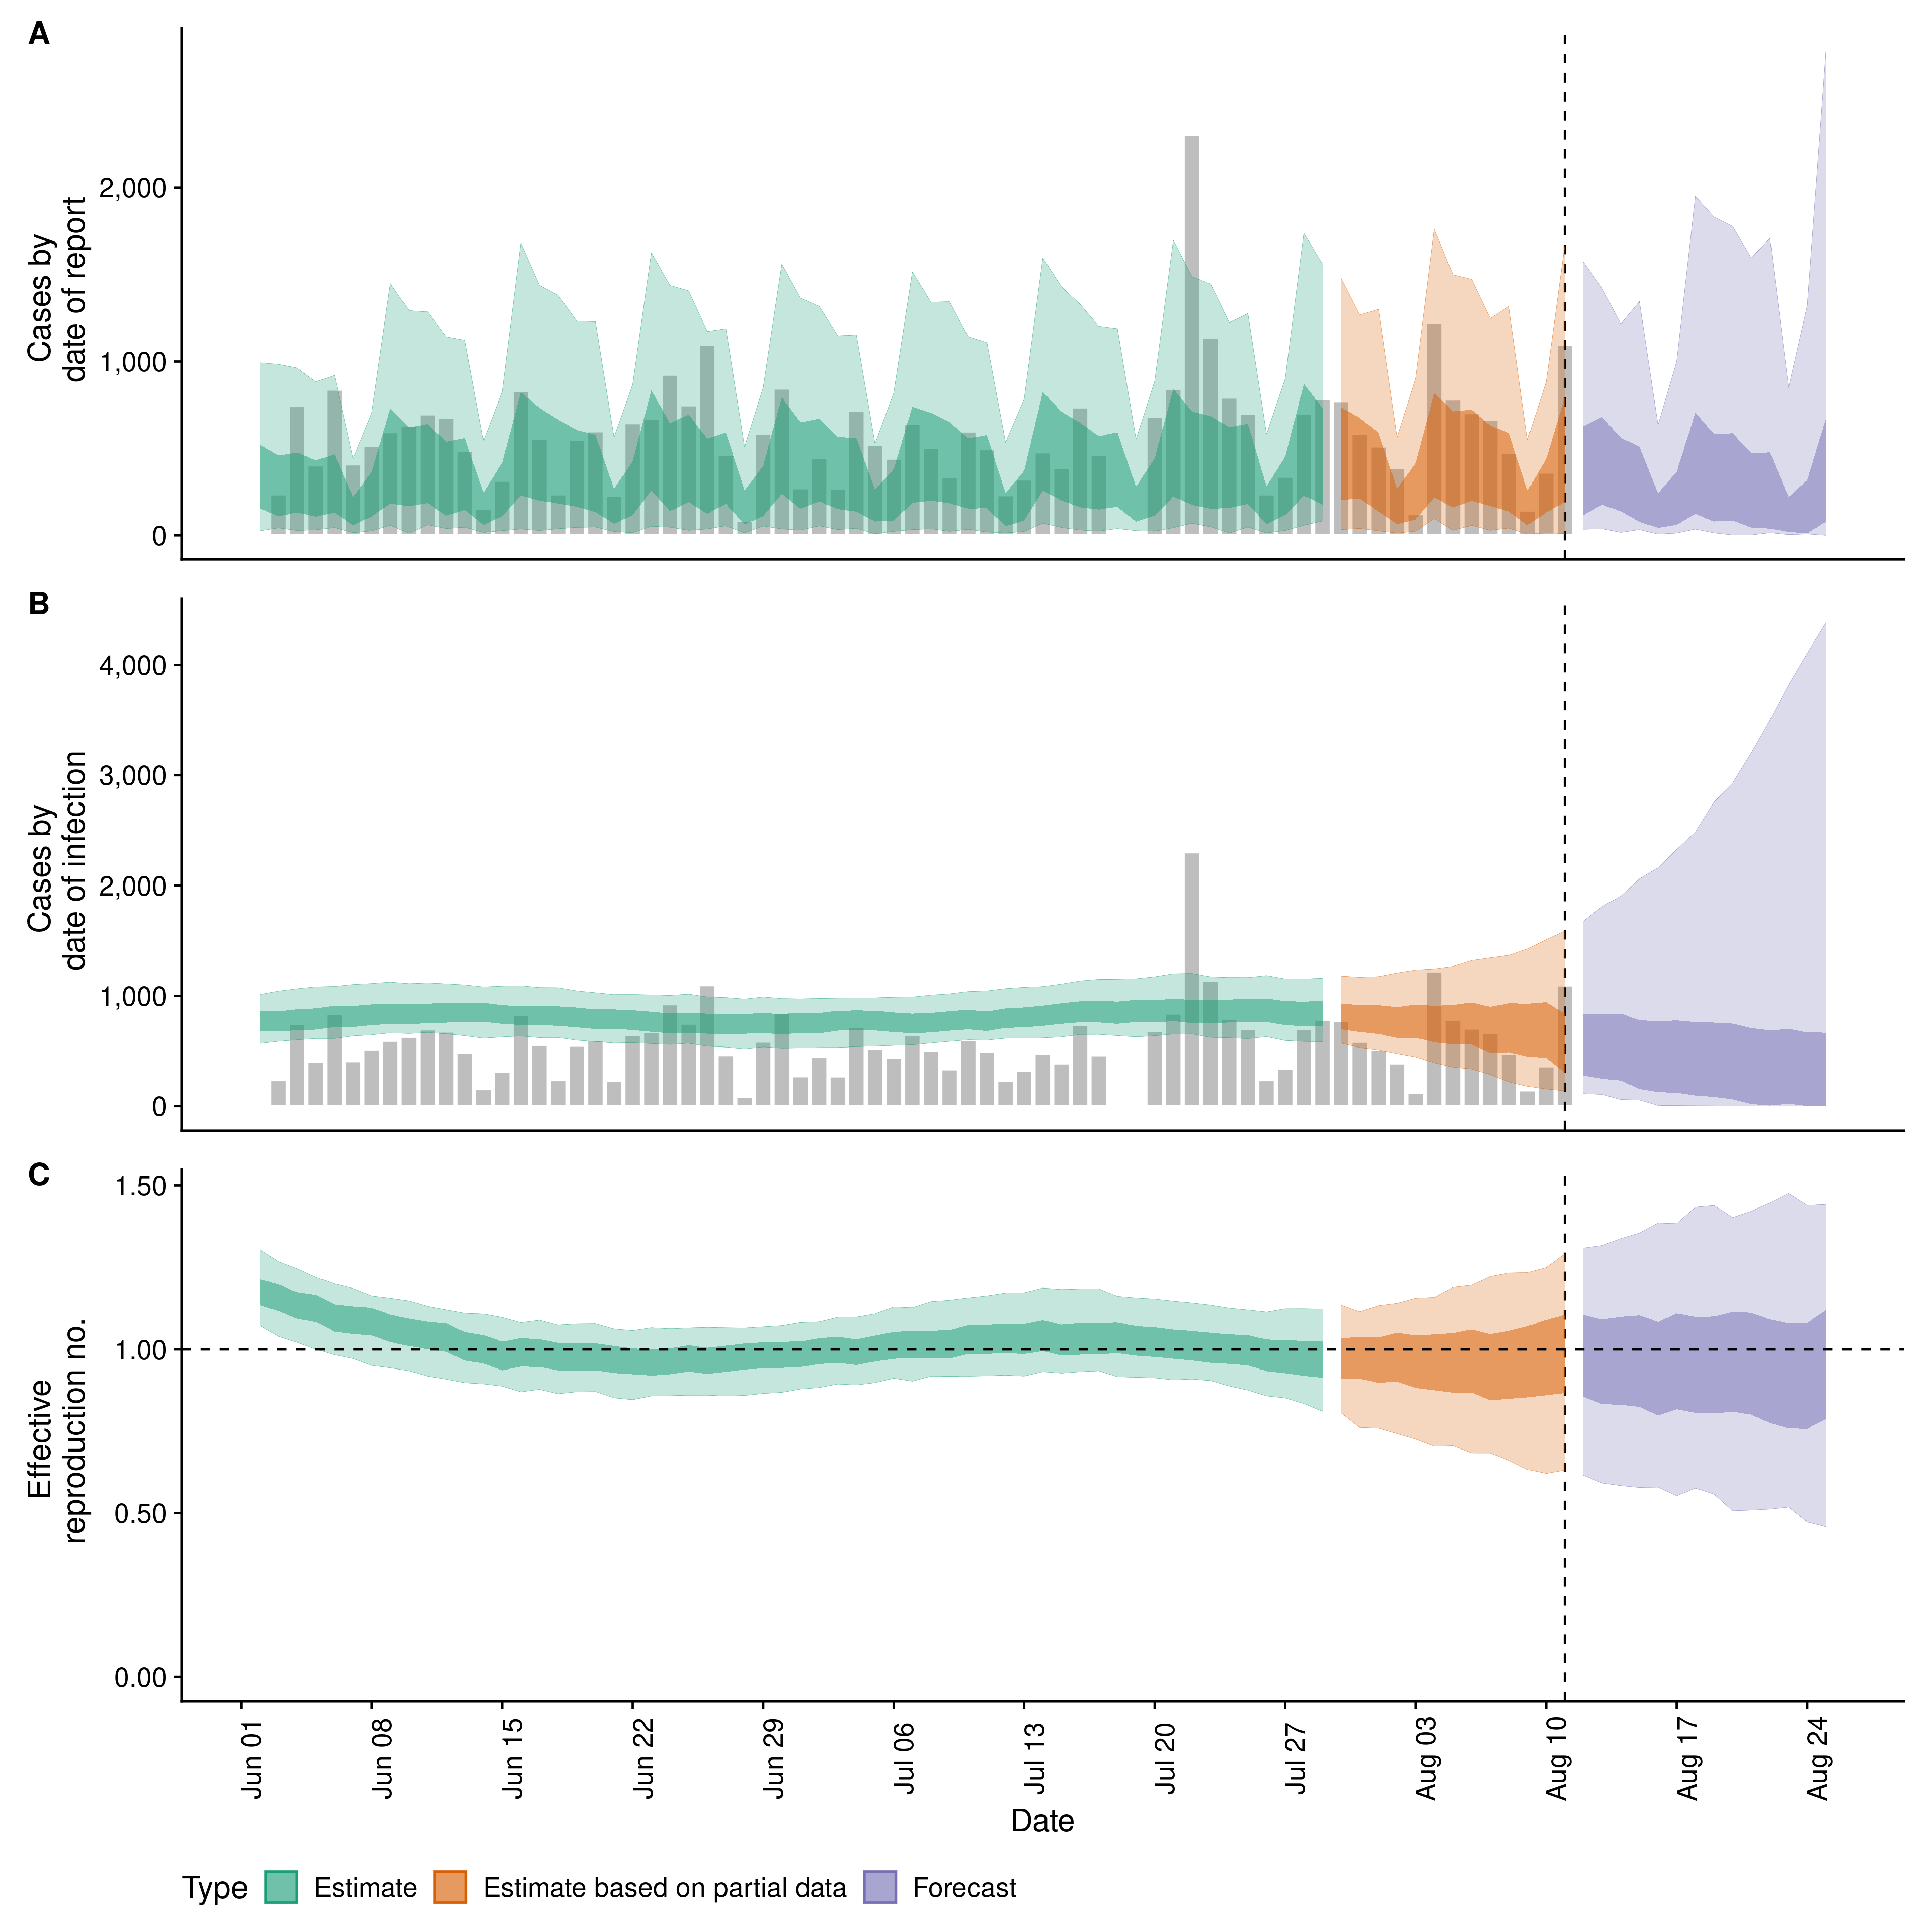 A
Cases by
date of report
2,000
1,000
0
B
Cases by
date of infection
4,000
3,000
2,000
1,000
0
C
Effective
reproduction no.
1.50
1.00
0.50
0.00
Jun 01
Jun 08
Jun 15
Jun 22
Jun 29
Jul 06
Jul 13
Jul 20
Jul 27
Aug 03
Aug 10
Aug 17
Aug 24
Date
Type Estimate Estimate based on partial data Forecast